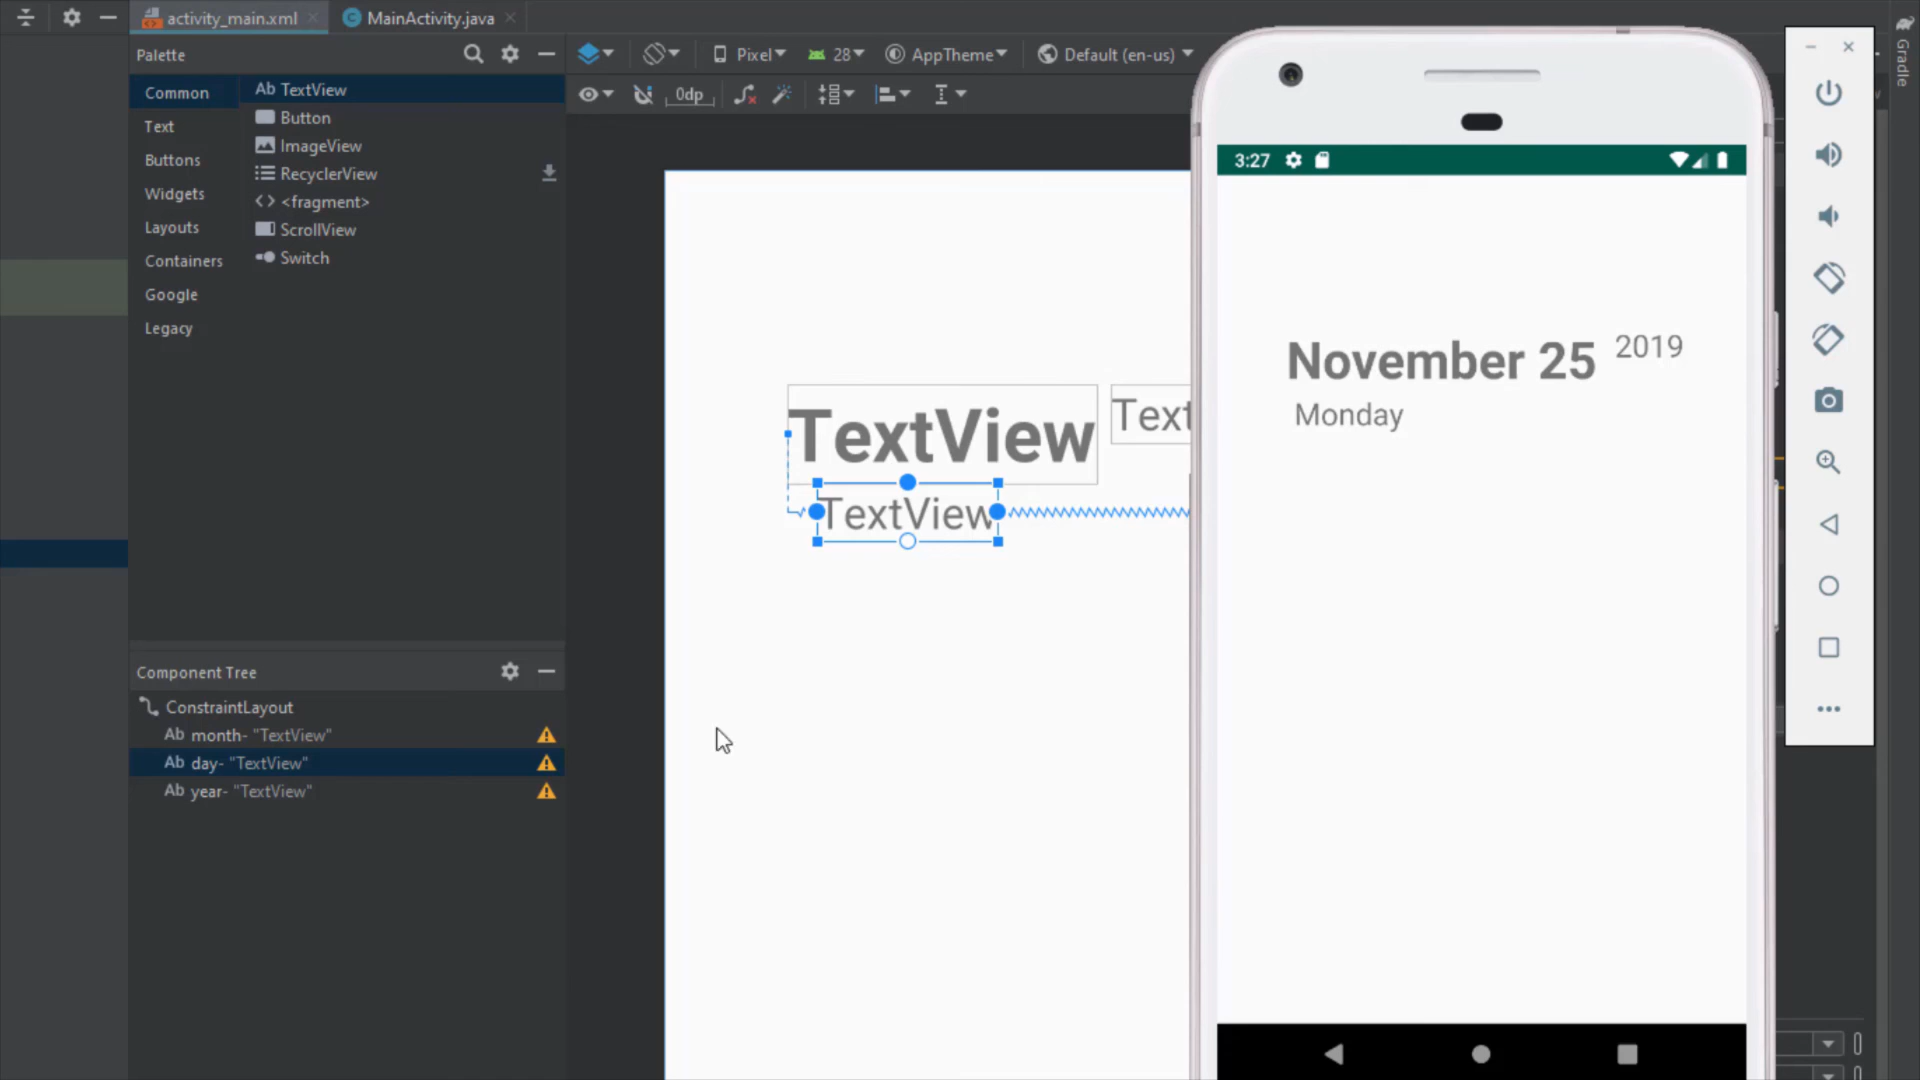 activity_main.xml
MainActivity.java
Palette
Pixel
28
AppTheme
Default (en-us)
Gradle
Common
Text
Buttons
Widgets
Layouts
Containers
Google
Legacy
Ab TextView
Button
ImageView
RecyclerView
<fragment>
ScrollView
Switch
0dp
TextView
Text
TextView
3:27
November 25
2019
Monday
Component Tree
ConstraintLayout
Ab month- "TextView"
Ab day- "TextView"
Ab year- "TextView"